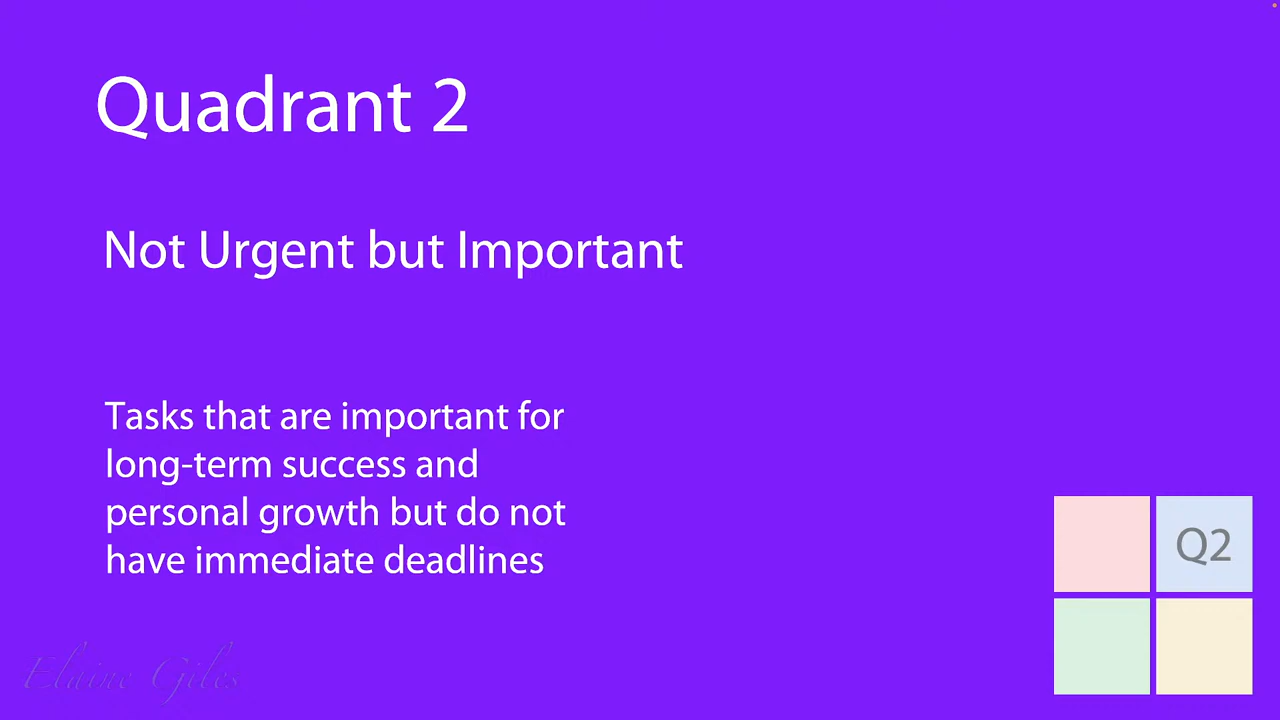 Quadrant 2
Not Urgent but Important
Tasks that are important for
long-term success and
personal growth but do not
have immediate deadlines
Q2
Elaine Giles